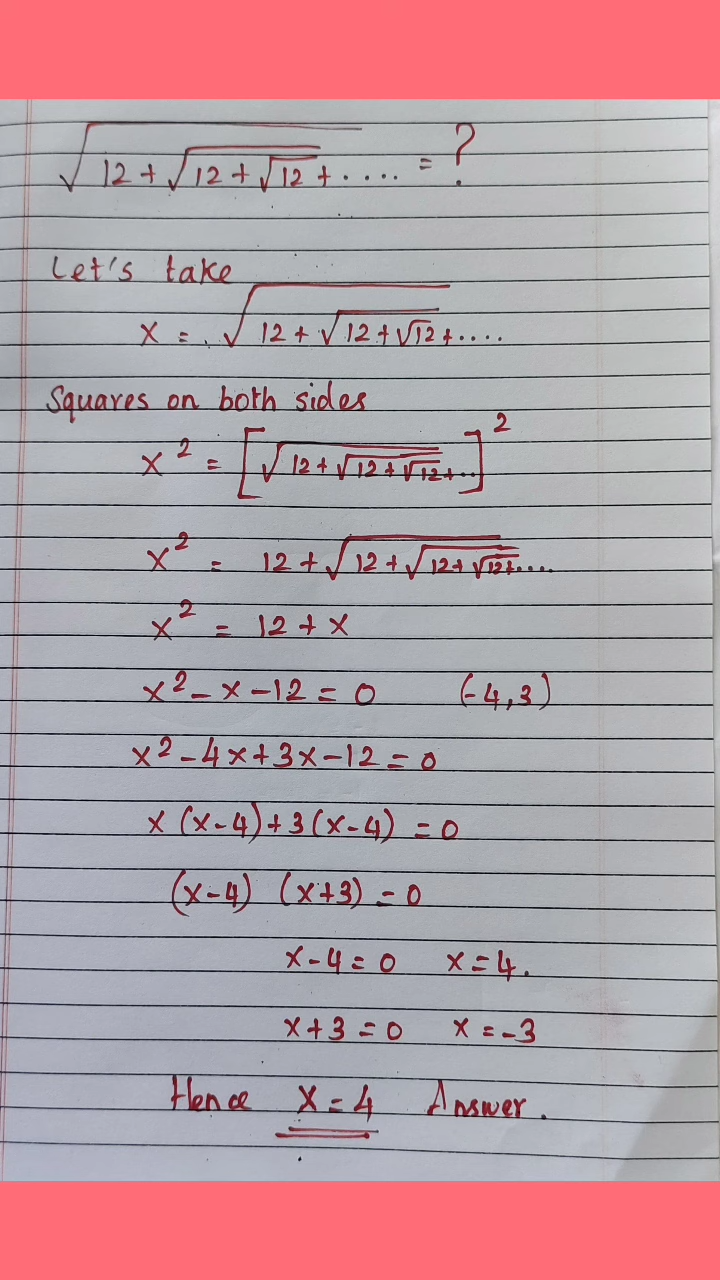 √(12 + √(12 + √12 + .... = ?
Let's take
x = √(12 + √(12 + √12 + ....
Squares on both sides
x² = [√(12 + √(12 + √12 + ..]²
x² = 12 + √(12 + √(12 + √12 + ....
x² = 12 + x
x² - x - 12 = 0 (-4,3)
x² - 4x + 3x - 12 = 0
x (x-4) + 3 (x-4) = 0
(x-4) (x+3) = 0
x - 4 = 0 x = 4.
x + 3 = 0 x = -3
Hence x = 4 Answer.